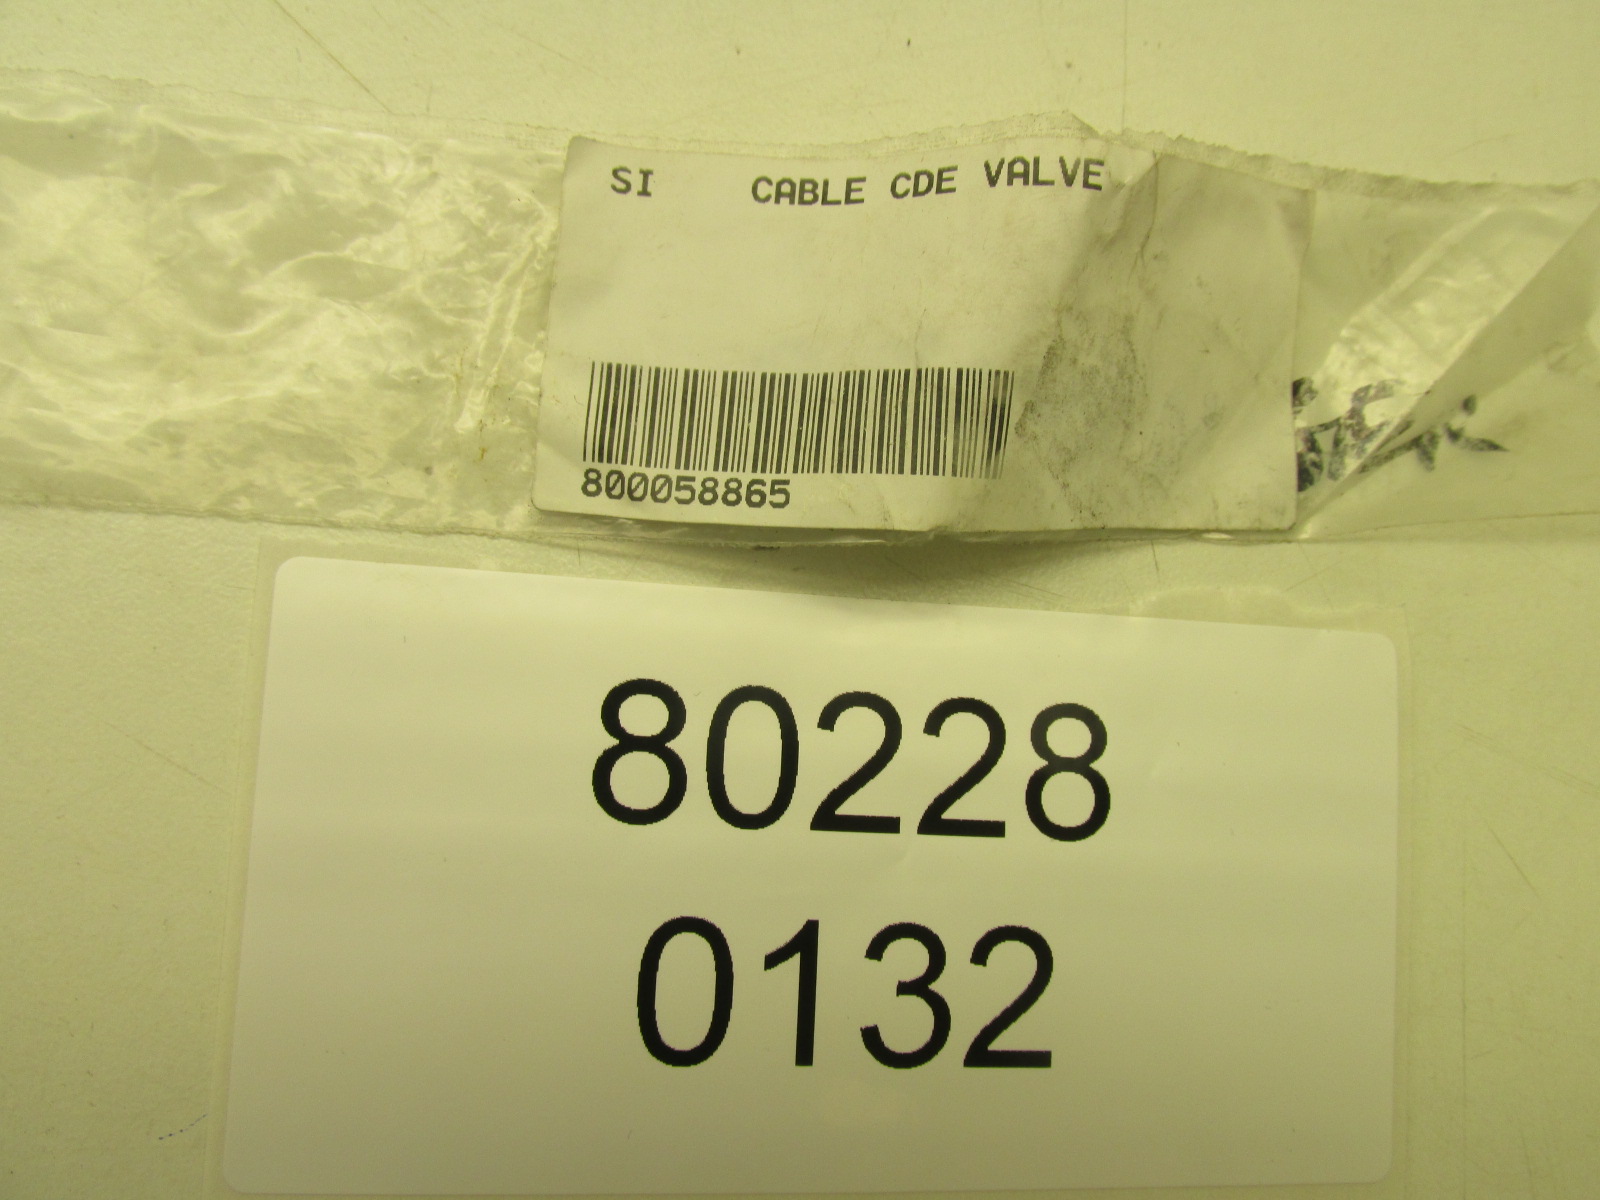 SI CABLE CDE VALVE
800058865
80228
0132